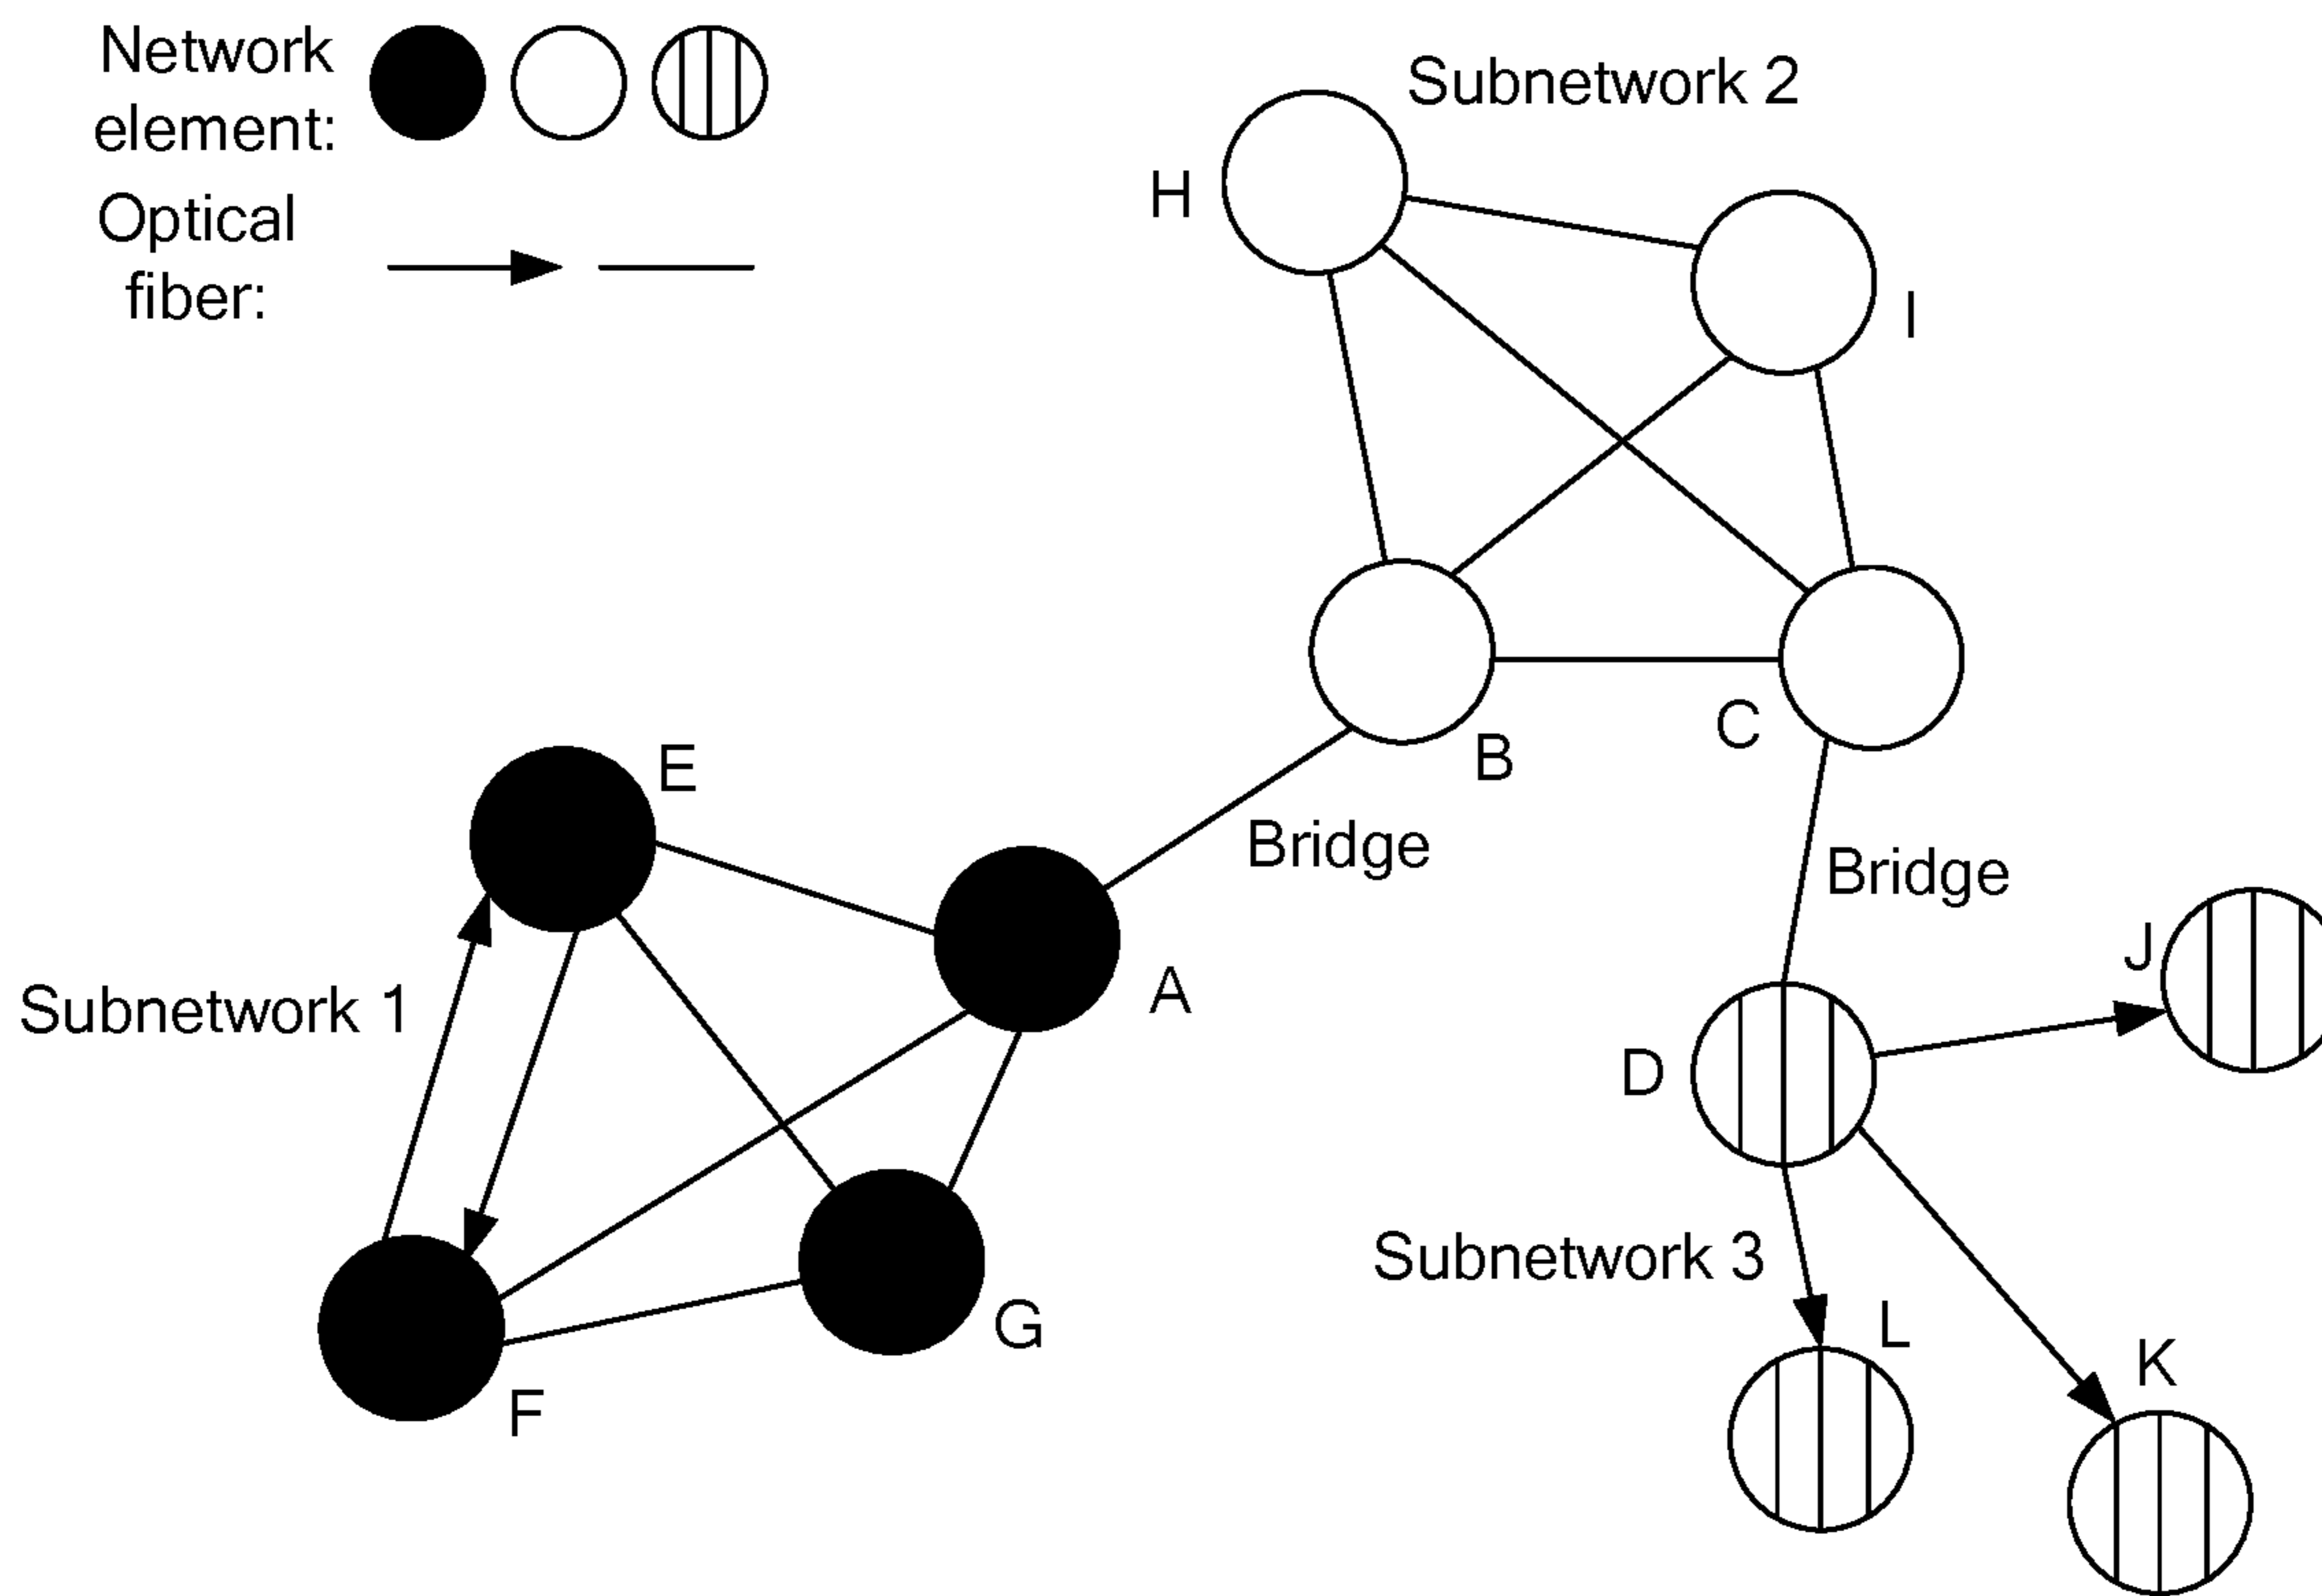 Network
element:
Optical
fiber:
Subnetwork 2
H
I
B
C
E
Bridge
Bridge
A
J
Subnetwork 1
D
Subnetwork 3
G
L
K
F